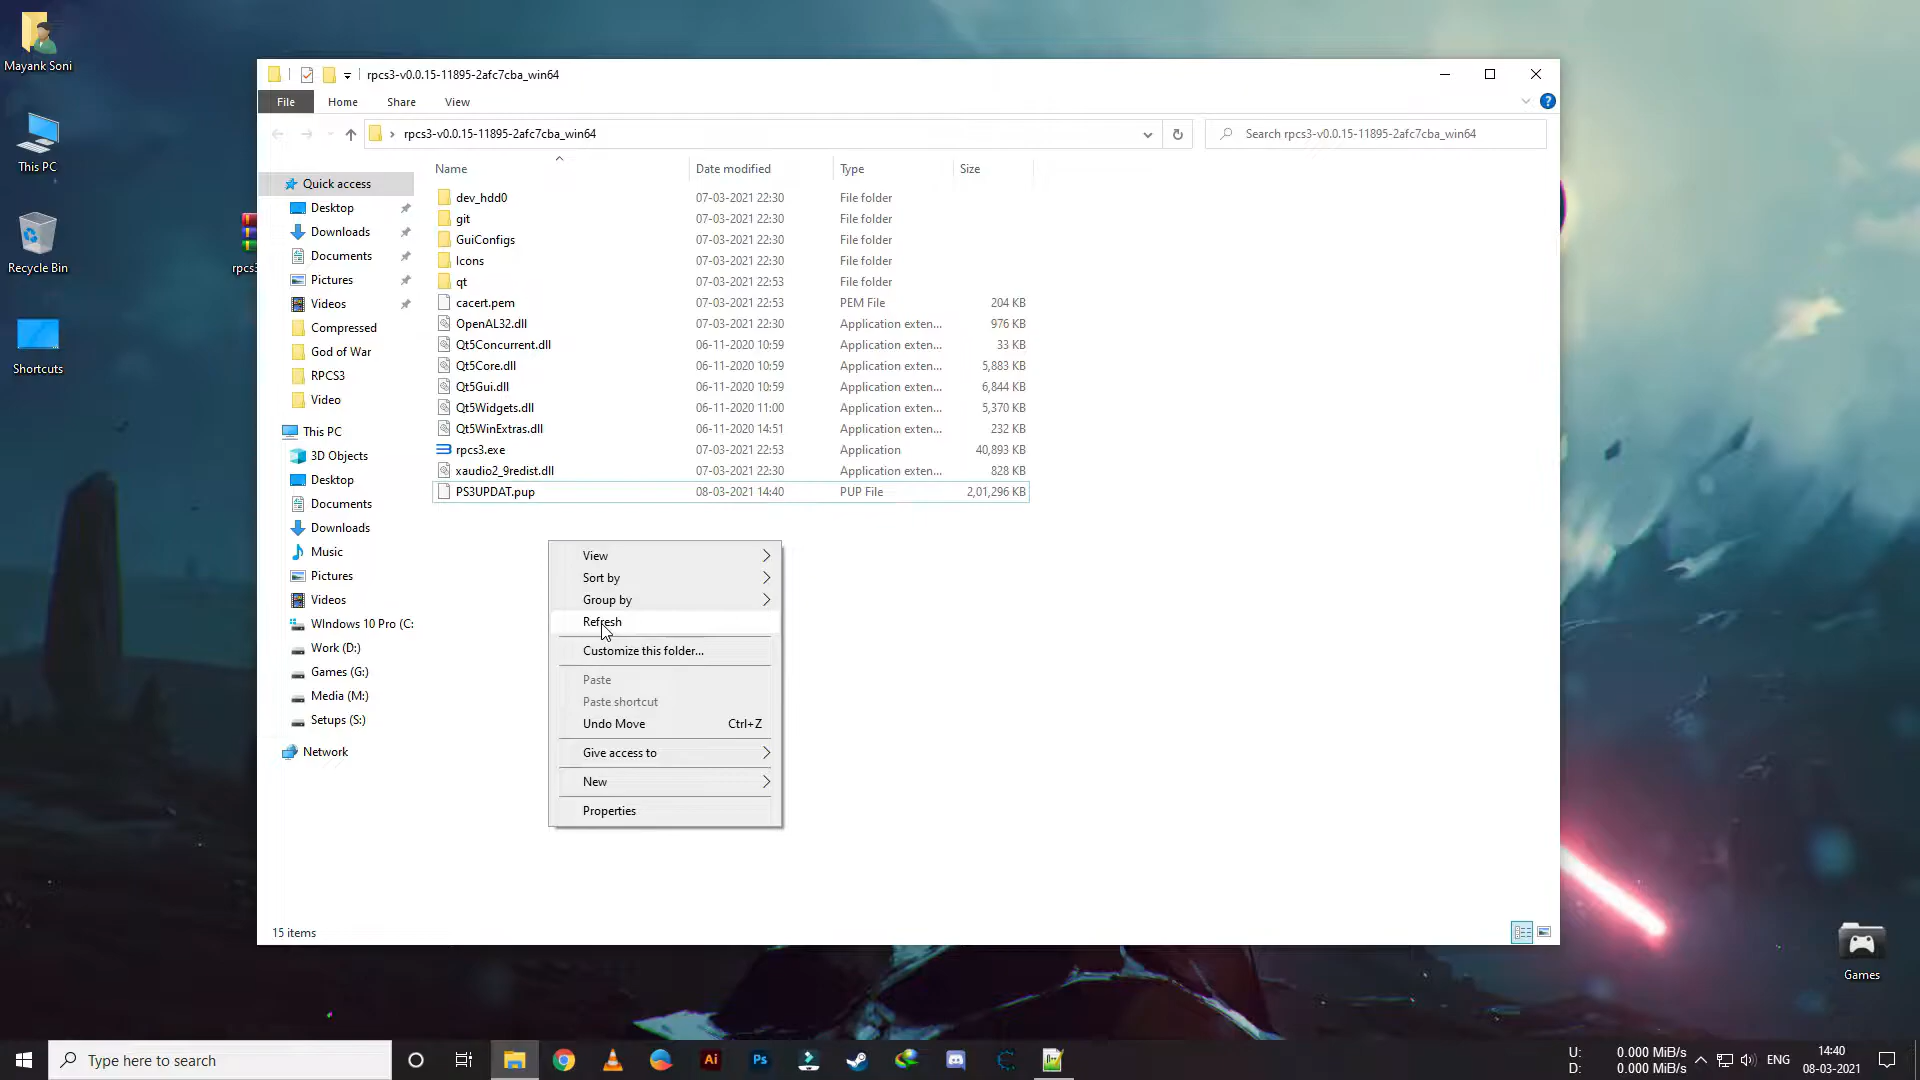 Mayank Soni
This PC
Recycle Bin
Shortcuts
rpcs3
rpcs3-v0.0.15-11895-2afc7cba_win64
File Home Share View
rpcs3-v0.0.15-11895-2afc7cba_win64
Search rpcs3-v0.0.15-11895-2afc7cba_win64
Quick access
Desktop
Downloads
Documents
Pictures
Videos
Compressed
God of War
RPCS3
Video
This PC
3D Objects
Desktop
Documents
Downloads
Music
Pictures
Videos
WIndows 10 Pro (C:
Work (D:)
Games (G:)
Media (M:)
Setups (S:)
Network
Name Date modified Type Size
dev_hdd0 07-03-2021 22:30 File folder
git 07-03-2021 22:30 File folder
GuiConfigs 07-03-2021 22:30 File folder
Icons 07-03-2021 22:30 File folder
qt 07-03-2021 22:53 File folder
cacert.pem 07-03-2021 22:53 PEM File 204 KB
OpenAL32.dll 07-03-2021 22:30 Application exten... 976 KB
Qt5Concurrent.dll 06-11-2020 10:59 Application exten... 33 KB
Qt5Core.dll 06-11-2020 10:59 Application exten... 5,883 KB
Qt5Gui.dll 06-11-2020 10:59 Application exten... 6,844 KB
Qt5Widgets.dll 06-11-2020 11:00 Application exten... 5,370 KB
Qt5WinExtras.dll 06-11-2020 14:51 Application exten... 232 KB
rpcs3.exe 07-03-2021 22:53 Application 40,893 KB
xaudio2_9redist.dll 07-03-2021 22:30 Application exten... 828 KB
PS3UPDAT.pup 08-03-2021 14:40 PUP File 2,01,296 KB
View
Sort by
Group by
Refresh
Customize this folder...
Paste
Paste shortcut
Undo Move Ctrl+Z
Give access to
New
Properties
15 items
Games
Type here to search
Ai
Ps
U: 0.000 MiB/s
D: 0.000 MiB/s
ENG
14:40
08-03-2021